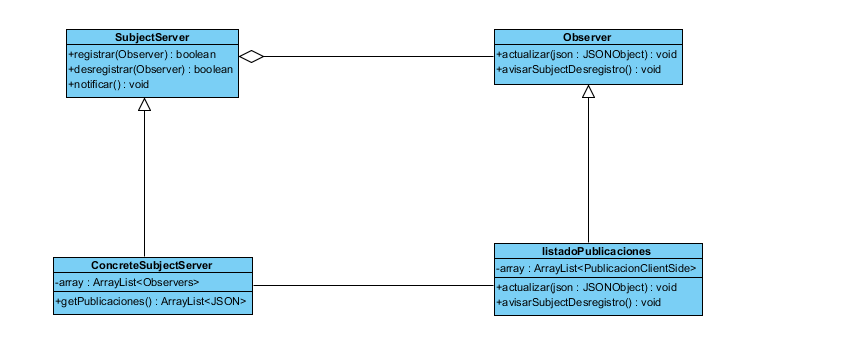 SubjectServer
+registrar(Observer) : boolean
+desregistrar(Observer) : boolean
+notificar() : void
Observer
+actualizar(json : JSONObject) : void
+avisarSubjectDesregistro() : void
ConcreteSubjectServer
-array : ArrayList<Observers>
+getPublicaciones() : ArrayList<JSON>
listadoPublicaciones
-array : ArrayList<PublicacionClientSide>
+actualizar(json : JSONObject) : void
+avisarSubjectDesregistro() : void